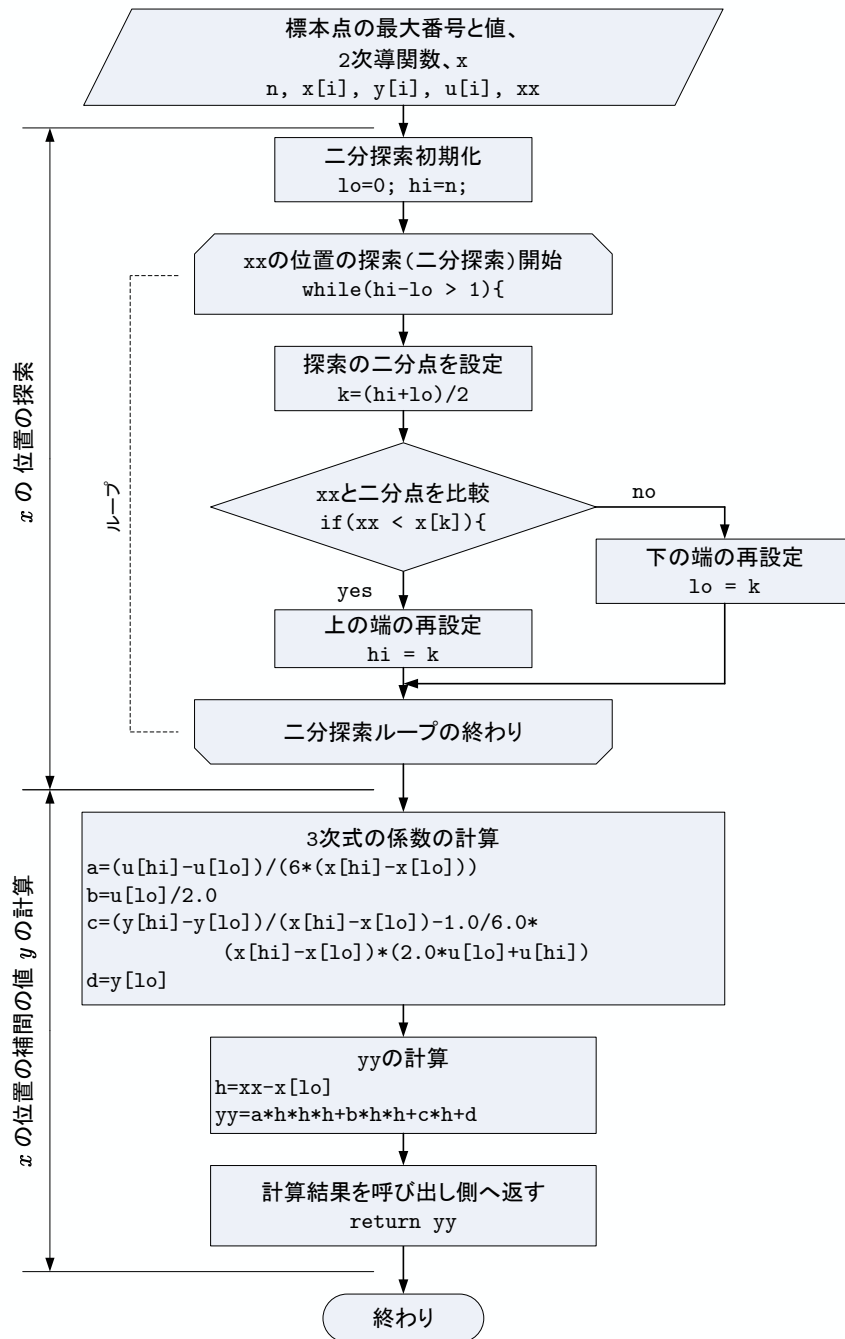 標本点の最大番号と値、
2次導関数、x
n, x[i], y[i], u[i], xx
二分探索初期化
lo=0; hi=n;
xxの位置の探索(二分探索)開始
while(hi-lo > 1){
探索の二分点を設定
k=(hi+lo)/2
xxと二分点を比較
if(xx < x[k]){
no
下の端の再設定
lo = k
yes
上の端の再設定
hi = k
二分探索ループの終わり
ループ
x の 位置の探索
3次式の係数の計算
a=(u[hi]-u[lo])/(6*(x[hi]-x[lo]))
b=u[lo]/2.0
c=(y[hi]-y[lo])/(x[hi]-x[lo])-1.0/6.0*
(x[hi]-x[lo])*(2.0*u[lo]+u[hi])
d=y[lo]
yyの計算
h=xx-x[lo]
yy=a*h*h*h+b*h*h+c*h+d
計算結果を呼び出し側へ返す
return yy
x の位置の補間の値 y の計算
終わり